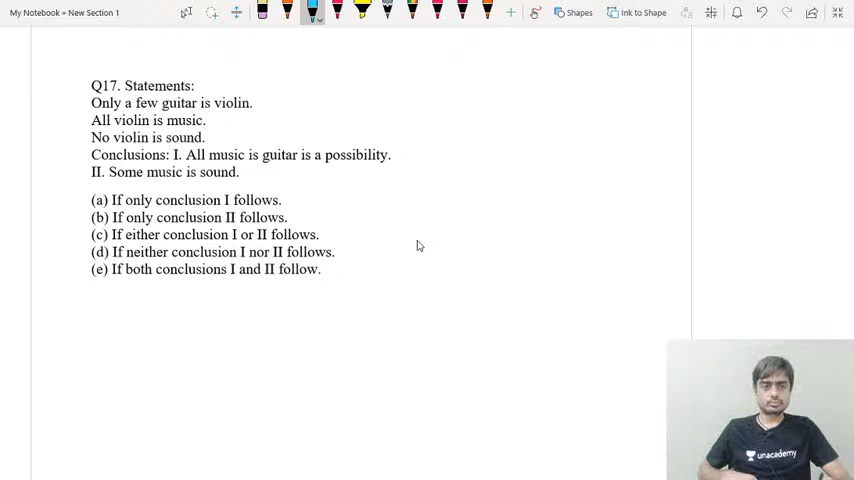 My Notebook » New Section 1
Shapes
Ink to Shape
Q17. Statements:
Only a few guitar is violin.
All violin is music.
No violin is sound.
Conclusions: I. All music is guitar is a possibility.
II. Some music is sound.
(a) If only conclusion I follows.
(b) If only conclusion II follows.
(c) If either conclusion I or II follows.
(d) If neither conclusion I nor II follows.
(e) If both conclusions I and II follow.
unacademy